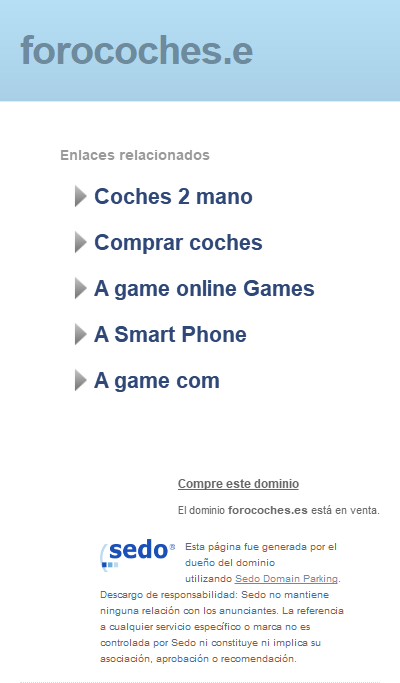 forocoches.e
Enlaces relacionados
Coches 2 mano
Comprar coches
A game online Games
A Smart Phone
A game com
Compre este dominio
El dominio forocoches.es está en venta.
sedo®
Esta página fue generada por el
dueño del dominio
utilizando Sedo Domain Parking.
Descargo de responsabilidad: Sedo no mantiene
ninguna relación con los anunciantes. La referencia
a cualquier servicio específico o marca no es
controlada por Sedo ni constituye ni implica su
asociación, aprobación o recomendación.